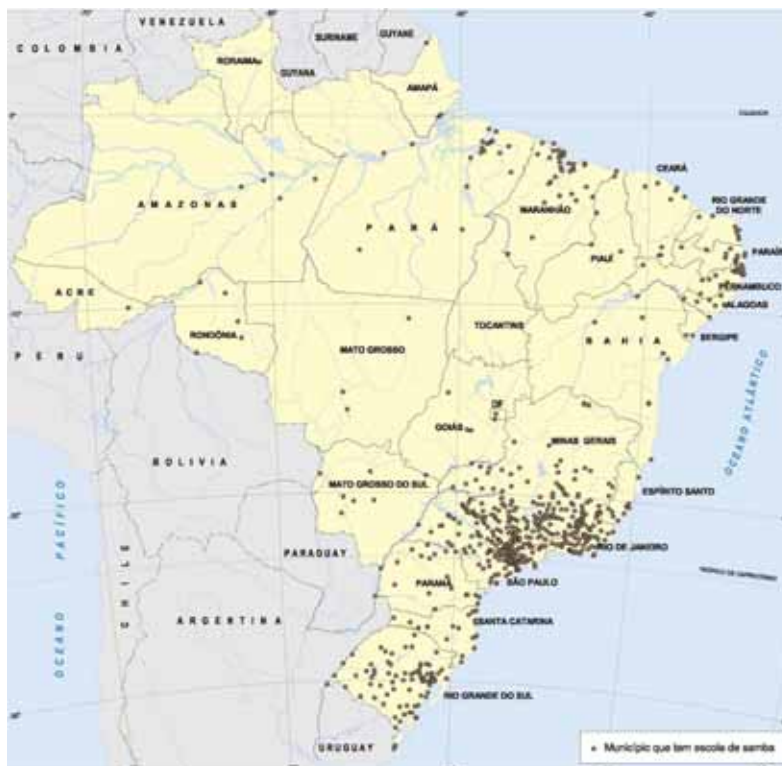 VENEZUELA
COLOMBIA
SURINAME
GUYANE
GUYANA
RORAIMA
AMAPÁ
AMAZONAS
PARÁ
MARANHÃO
CEARÁ
RIO GRANDE
DO NORTE
PARAÍ
PIAUÍ
PERNAMBUCO
ALAGOAS
SERGIPE
ACRE
RONDÔNIA
TOCANTINS
BAHIA
PERU
MATO GROSSO
DF
GOIÁS
MINAS GERAIS
BOLIVIA
MATO GROSSO DO SUL
ESPÍRITO SANTO
OCEANO ATLÂNTICO
OCEANO PACÍFICO
RIO DE JANEIRO
PARAGUAY
CHILE
SÃO PAULO
PARANÁ
SANTA CATARINA
ARGENTINA
RIO GRANDE DO SUL
URUGUAY
Município que tem escola de samba